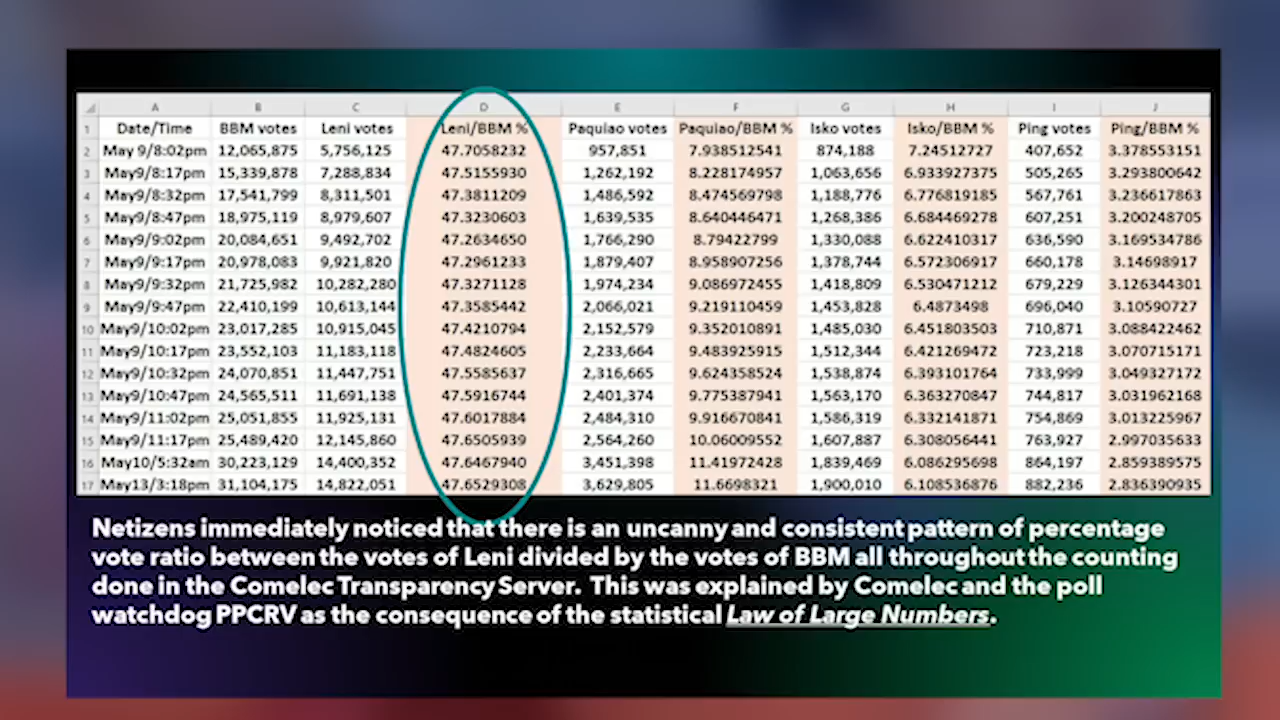 A B C D E F G H I J
1 Date/Time BBM votes Leni votes Leni/BBM % Paquiao votes Paquiao/BBM % Isko votes Isko/BBM % Ping votes Ping/BBM %
2 May 9/8:02pm 12,065,875 5,756,125 47.7058232 957,851 7.938512541 874,188 7.24512727 407,652 3.378553151
3 May9/8:17pm 15,339,878 7,288,834 47.5155930 1,262,192 8.228174957 1,063,656 6.933927375 505,265 3.293800642
4 May9/8:32pm 17,541,799 8,311,501 47.3811209 1,486,592 8.474569798 1,188,776 6.776819185 567,761 3.236617863
5 May9/8:47pm 18,975,119 8,979,607 47.3230603 1,639,535 8.640446471 1,268,386 6.684469278 607,251 3.200248705
6 May9/9:02pm 20,084,651 9,492,702 47.2634650 1,766,290 8.79422799 1,330,088 6.622410317 636,590 3.169534786
7 May9/9:17pm 20,978,083 9,921,820 47.2961233 1,879,407 8.958907256 1,378,744 6.572306917 660,178 3.14698917
8 May9/9:32pm 21,725,982 10,282,280 47.3271128 1,974,234 9.086972455 1,418,809 6.530471212 679,229 3.126344301
9 May9/9:47pm 22,410,199 10,613,144 47.3585442 2,066,021 9.219110459 1,453,828 6.4873498 696,040 3.10590727
10 May9/10:02pm 23,017,285 10,915,045 47.4210794 2,152,579 9.352010891 1,485,030 6.451803503 710,871 3.088422462
11 May9/10:17pm 23,552,103 11,183,118 47.4824605 2,233,664 9.483925915 1,512,344 6.421269472 723,218 3.070715171
12 May9/10:32pm 24,070,851 11,447,751 47.5585637 2,316,665 9.624358524 1,538,874 6.393101764 733,999 3.049327172
13 May9/10:47pm 24,565,511 11,691,138 47.5916744 2,401,374 9.775387941 1,563,170 6.363270847 744,817 3.031962168
14 May9/11:02pm 25,051,855 11,925,131 47.6017884 2,484,310 9.916670841 1,586,319 6.332141871 754,869 3.013225967
15 May9/11:17pm 25,489,420 12,145,860 47.6505939 2,564,260 10.06009552 1,607,887 6.308056441 763,927 2.997035633
16 May10/5:32am 30,223,129 14,400,352 47.6467940 3,451,398 11.41972428 1,839,469 6.086295698 864,197 2.859389575
17 May13/3:18pm 31,104,175 14,822,051 47.6529308 3,629,805 11.6698321 1,900,010 6.108536876 882,236 2.836390935
Netizens immediately noticed that there is an uncanny and consistent pattern of percentage
vote ratio between the votes of Leni divided by the votes of BBM all throughout the counting
done in the Comelec Transparency Server. This was explained by Comelec and the poll
watchdog PPCRV as the consequence of the statistical Law of Large Numbers.